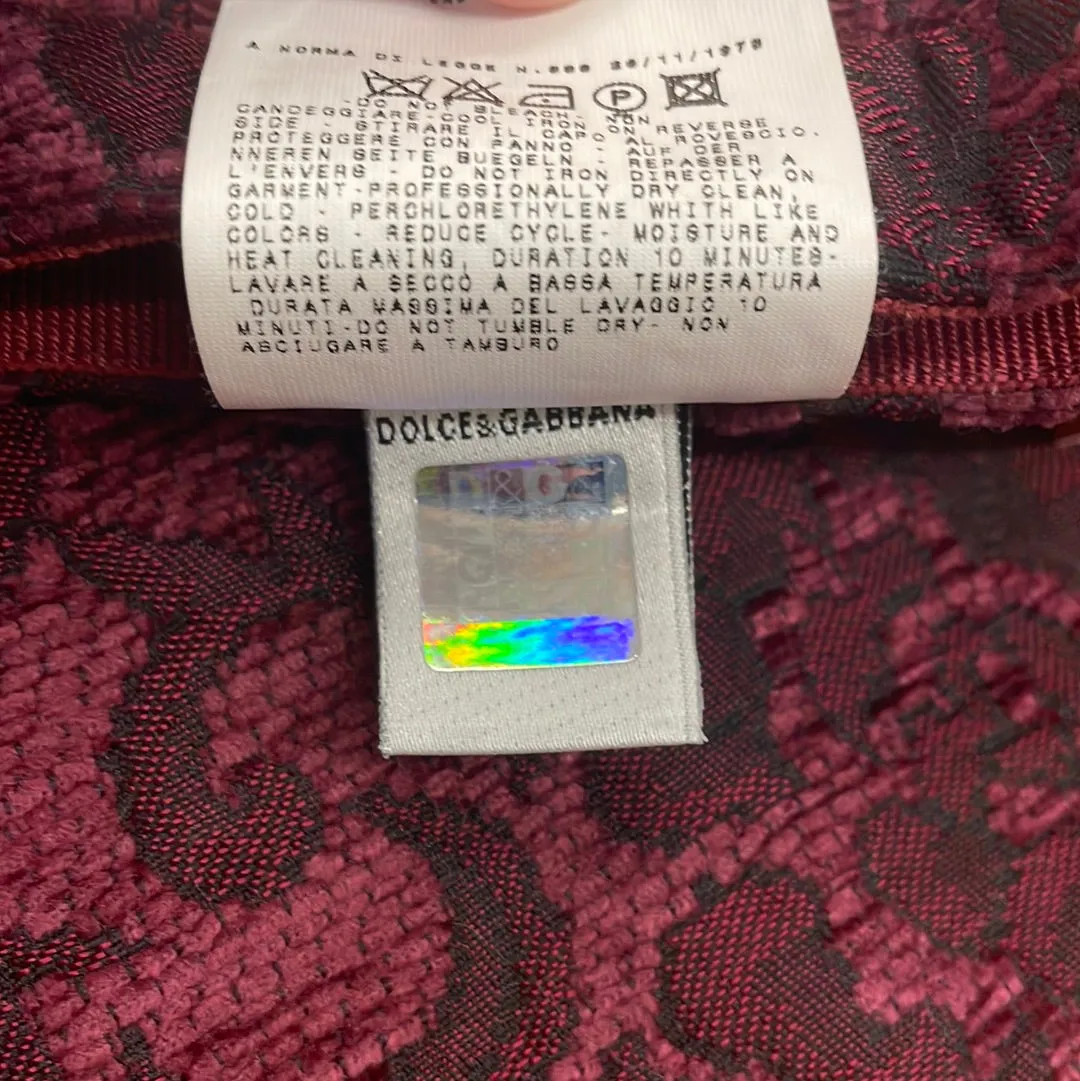 A NORMA DI LEGGE N.883 26/11/1973
P
-DO NOT BLEACH- NON
CANDEGGIARE-COOL IRON ON REVERSE
SIDE - STIRARE IL CAPO AL ROVESCIO.
PROTEGGERE CON PANNO - AUF DER
NNEREN SEITE BUEGELN - REPASSER A
L'ENVERS - DO NOT IRON DIRECTLY ON
GARMENT-PROFESSIONALLY DRY CLEAN,
COLD - PERCHLORETHYLENE WHITH LIKE
COLORS - REDUCE CYCLE- MOISTURE AND
HEAT CLEANING, DURATION 10 MINUTES-
LAVARE A SECCO A BASSA TEMPERATURA
DURATA MASSIMA DEL LAVAGGIO 10
MINUTI-DO NOT TUMBLE DRY- NON
ASCIUGARE A TAMBURO
DOLCE&GABBANA